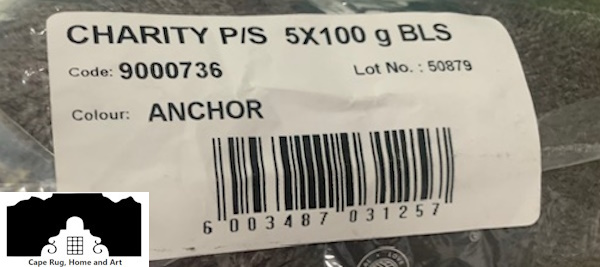 CHARITY P/S 5X100 g BLS
Code: 9000736 Lot No. : 50879
Colour: ANCHOR
6 003487 031257
Cape Rug, Home and Art